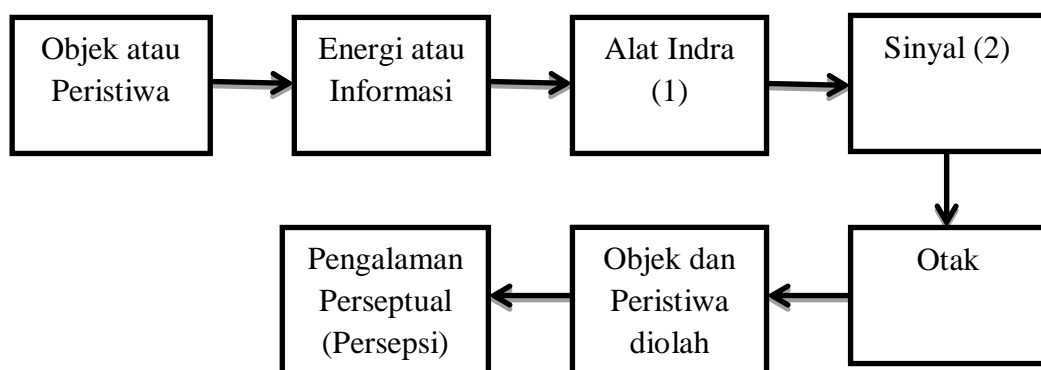 Objek atau
Peristiwa
Energi atau
Informasi
Alat Indra
(1)
Sinyal (2)
Otak
Objek dan
Peristiwa
diolah
Pengalaman
Perseptual
(Persepsi)